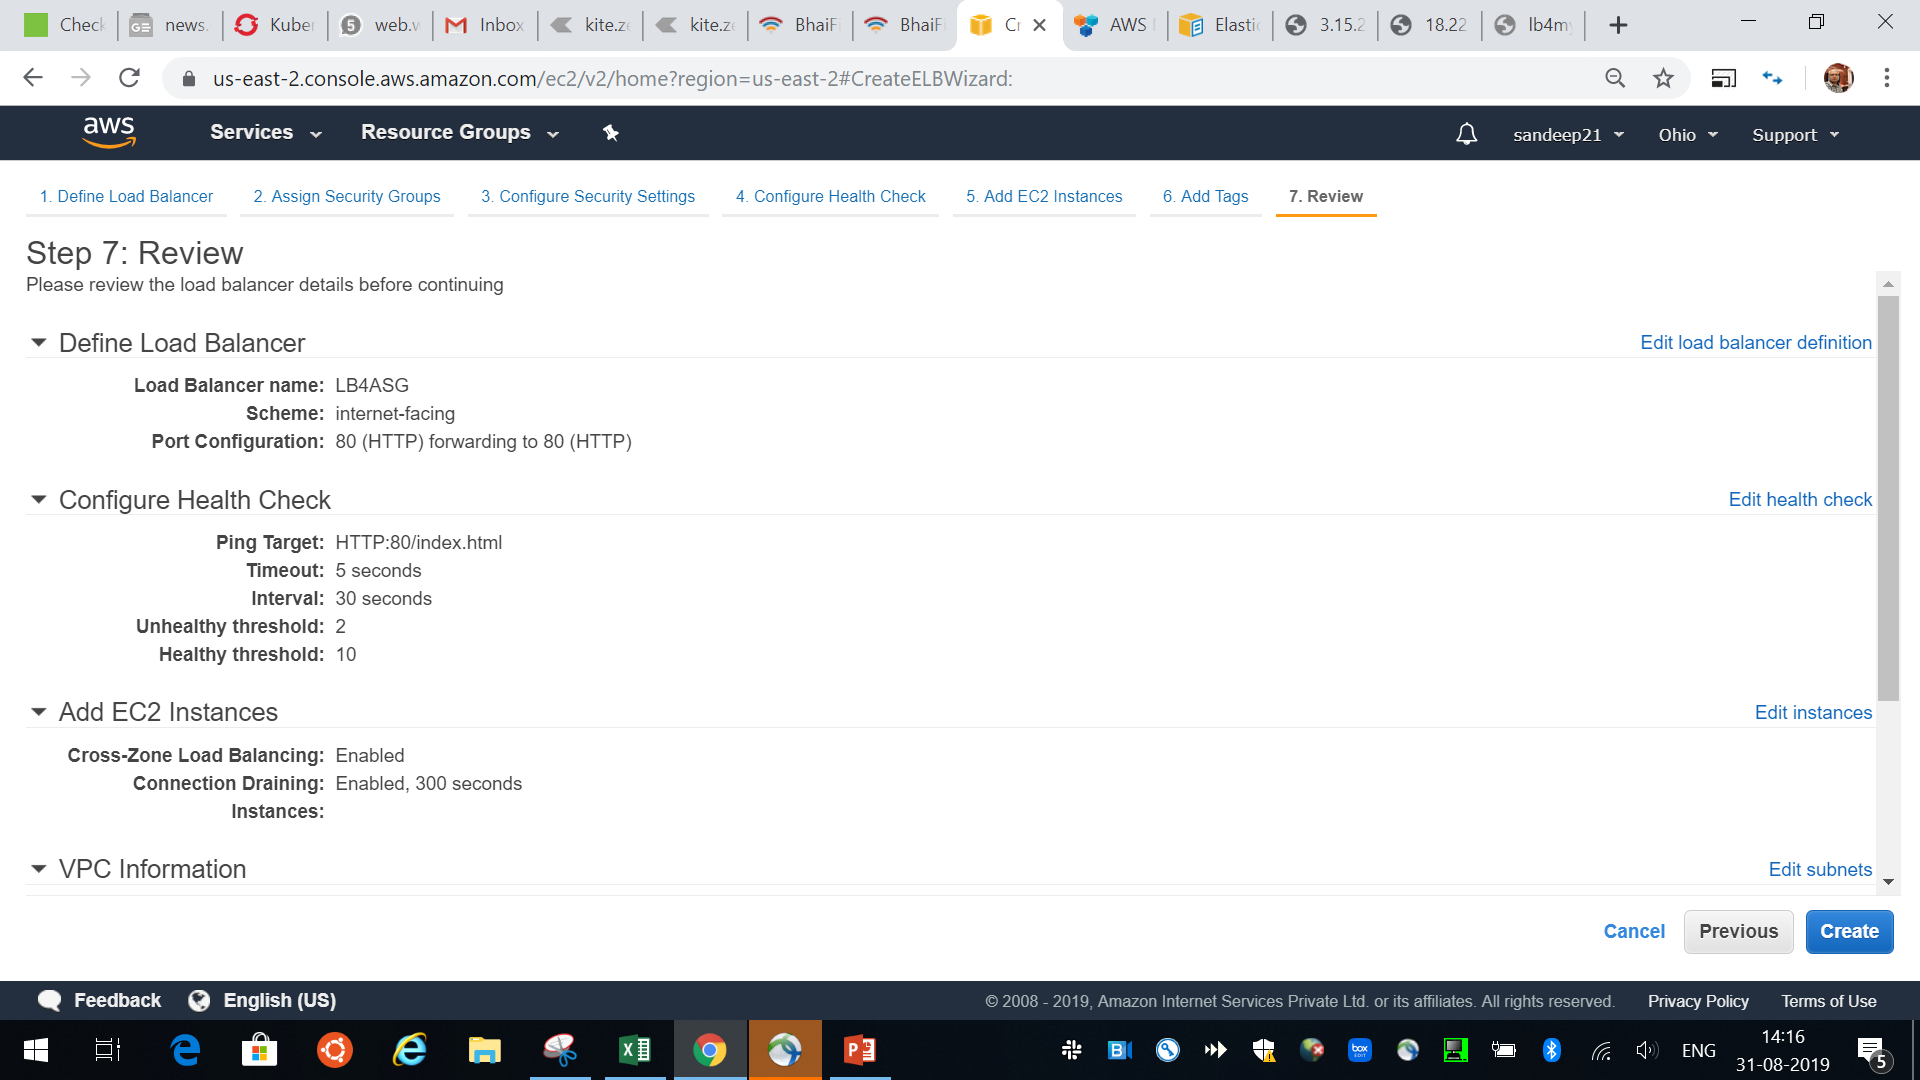 Check
news.
Kuber
web.w
Inbox
kite.ze
kite.ze
BhaiFi
BhaiFi
Cr
AWS
Elastic
3.15.2
18.22
lb4my
us-east-2.console.aws.amazon.com/ec2/v2/home?region=us-east-2#CreateELBWizard:
aws
Services
Resource Groups
sandeep21
Ohio
Support
1. Define Load Balancer
2. Assign Security Groups
3. Configure Security Settings
4. Configure Health Check
5. Add EC2 Instances
6. Add Tags
7. Review
Step 7: Review
Please review the load balancer details before continuing
Define Load Balancer
Edit load balancer definition
Load Balancer name: LB4ASG
Scheme: internet-facing
Port Configuration: 80 (HTTP) forwarding to 80 (HTTP)
Configure Health Check
Edit health check
Ping Target: HTTP:80/index.html
Timeout: 5 seconds
Interval: 30 seconds
Unhealthy threshold: 2
Healthy threshold: 10
Add EC2 Instances
Edit instances
Cross-Zone Load Balancing: Enabled
Connection Draining: Enabled, 300 seconds
Instances:
VPC Information
Edit subnets
Cancel
Previous
Create
Feedback
English (US)
© 2008 - 2019, Amazon Internet Services Private Ltd. or its affiliates. All rights reserved.
Privacy Policy
Terms of Use
ENG
14:16
31-08-2019
5